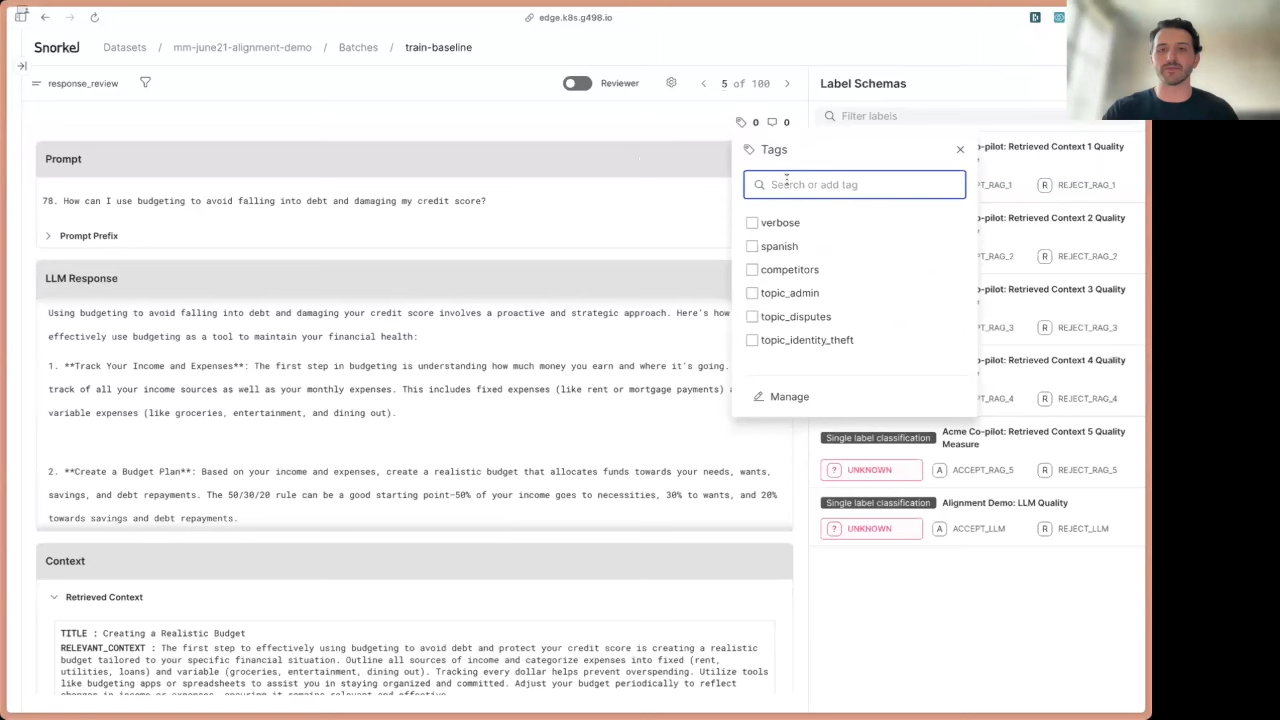 edge.k8s.g498.io
Snorkel Datasets / mm-june21-alignment-demo / Batches / train-baseline
response_review
Reviewer
5 of 100
Label Schemas
0 0
Filter labels
Prompt
78. How can I use budgeting to avoid falling into debt and damaging my credit score?
Prompt Prefix
LLM Response
Using budgeting to avoid falling into debt and damaging your credit score involves a proactive and strategic approach. Here's how
effectively use budgeting as a tool to maintain your financial health:
1. **Track Your Income and Expenses**: The first step in budgeting is understanding how much money you earn and where it's going.
track of all your income sources as well as your monthly expenses. This includes fixed expenses (like rent or mortgage payments)
variable expenses (like groceries, entertainment, and dining out).
2. **Create a Budget Plan**: Based on your income and expenses, create a realistic budget that allocates funds towards your needs, wants,
savings, and debt repayments. The 50/30/20 rule can be a good starting point—50% of your income goes to necessities, 30% to wants, and 20%
towards savings and debt repayments.
Context
Retrieved Context
TITLE : Creating a Realistic Budget
RELEVANT_CONTEXT : The first step to effectively using budgeting to avoid debt and protect your credit score is creating a realistic
budget tailored to your specific financial situation. Outline all sources of income and categorize expenses into fixed (rent,
utilities, loans) and variable (groceries, entertainment, dining out). Tracking every dollar helps prevent overspending. Utilize tools
like budgeting apps or spreadsheets to assist you in staying organized and committed. Adjust your budget periodically to reflect
changes in income or expenses, ensuring it remains relevant and effective.
Tags
Search or add tag
verbose
spanish
competitors
topic_admin
topic_disputes
topic_identity_theft
Manage
o-pilot: Retrieved Context 1 Quality
PT_RAG_1 R REJECT_RAG_1
o-pilot: Retrieved Context 2 Quality
PT_RAG_2 R REJECT_RAG_2
o-pilot: Retrieved Context 3 Quality
PT_RAG_3 R REJECT_RAG_3
o-pilot: Retrieved Context 4 Quality
PT_RAG_4 R REJECT_RAG_4
Single label classification Acme Co-pilot: Retrieved Context 5 Quality
Measure
? UNKNOWN A ACCEPT_RAG_5 R REJECT_RAG_5
Single label classification Alignment Demo: LLM Quality
? UNKNOWN A ACCEPT_LLM R REJECT_LLM